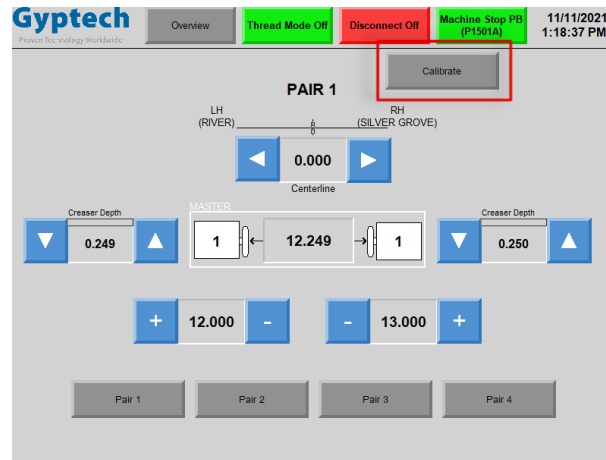 Gyptech
Proven Technology Worldwide
Overview
Thread Mode Off
Disconnect Off
Machine Stop PB
(P1501A)
11/11/2021
1:18:37 PM
Calibrate
PAIR 1
LH
(RIVER)
RH
(SILVER GROVE)
0.000
Centerline
MASTER
Creaser Depth
0.249
1
12.249
1
Creaser Depth
0.250
+
12.000
-
-
13.000
+
Pair 1
Pair 2
Pair 3
Pair 4